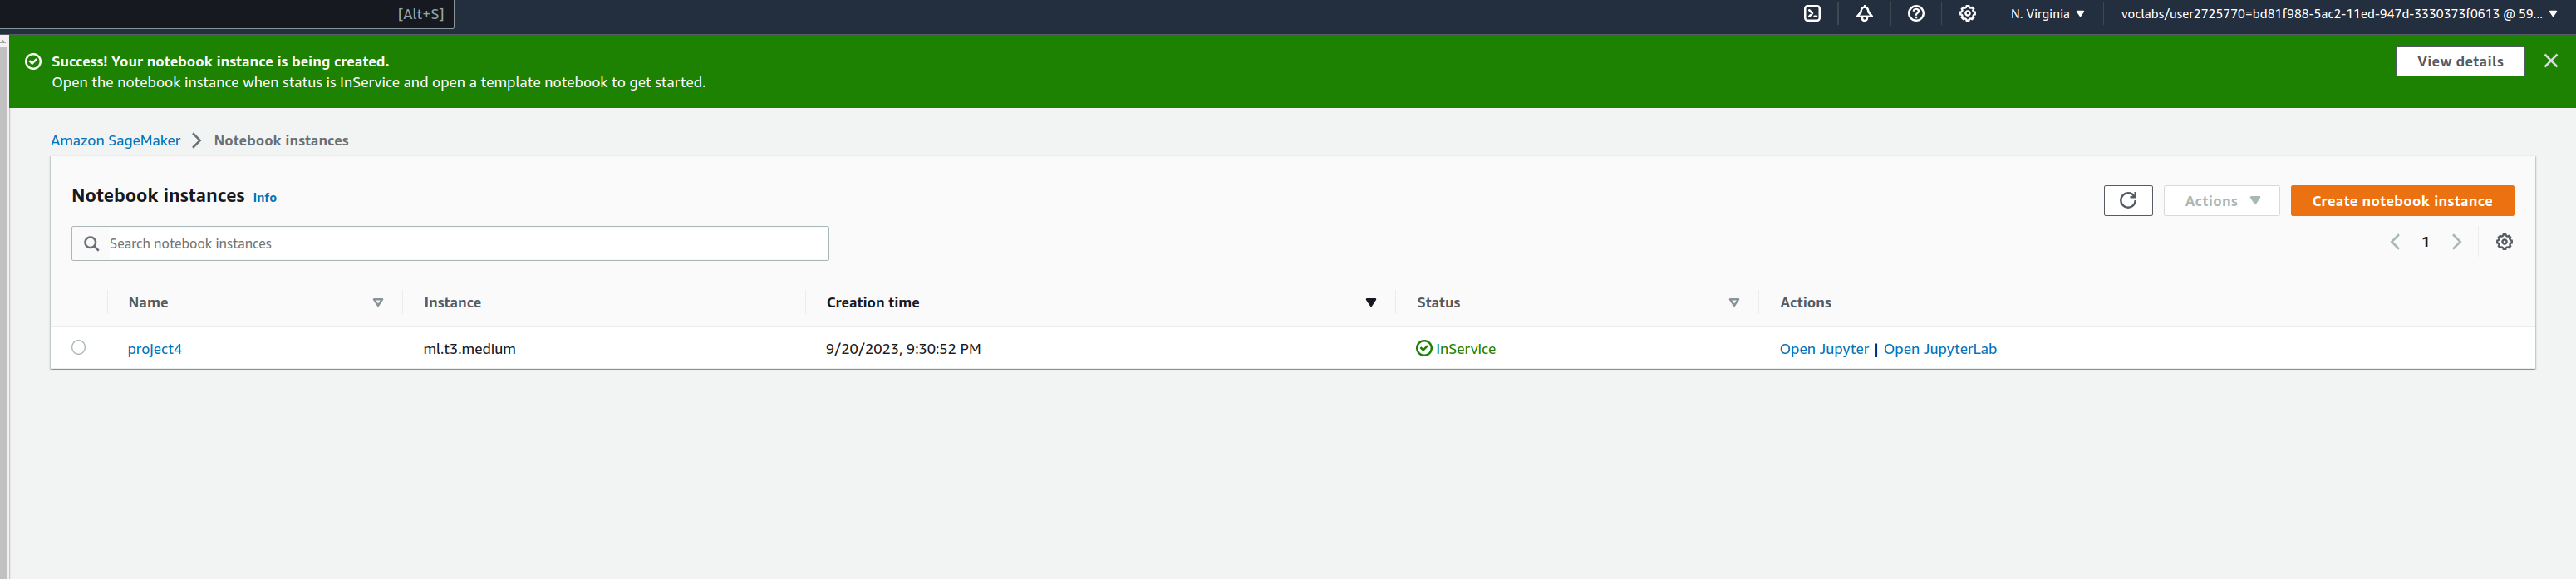 [Alt+S]
N. Virginia
voclabs/user2725770=bd81f988-5ac2-11ed-947d-3330373f0613 @ 59...
Success! Your notebook instance is being created.
Open the notebook instance when status is InService and open a template notebook to get started.
View details
Amazon SageMaker
Notebook instances
Notebook instances Info
Actions
Create notebook instance
Search notebook instances
1
Name Instance Creation time Status Actions
project4 ml.t3.medium 9/20/2023, 9:30:52 PM InService Open Jupyter | Open JupyterLab